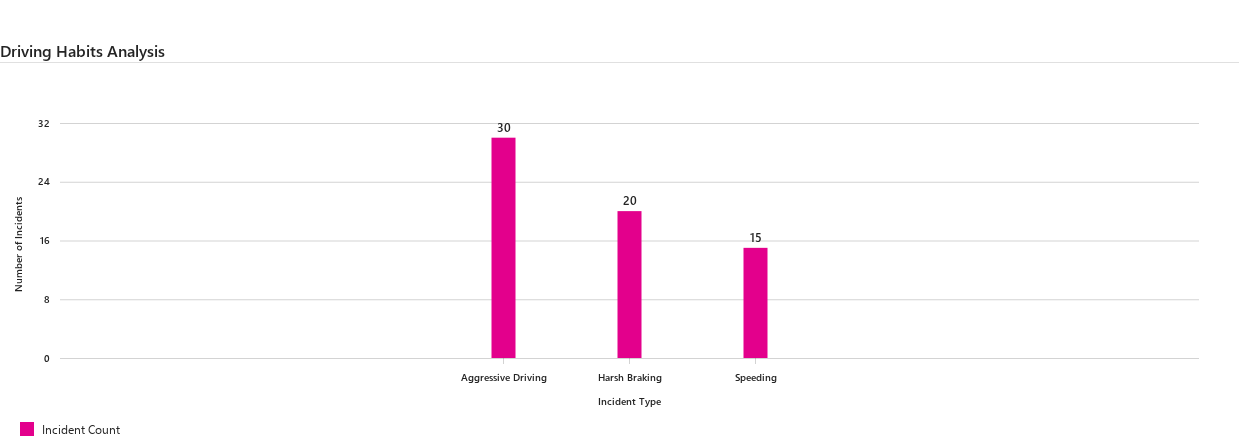 Driving Habits Analysis
32
30
24
20
16
15
8
0
Number of Incidents
Aggressive Driving
Harsh Braking
Speeding
Incident Type
Incident Count